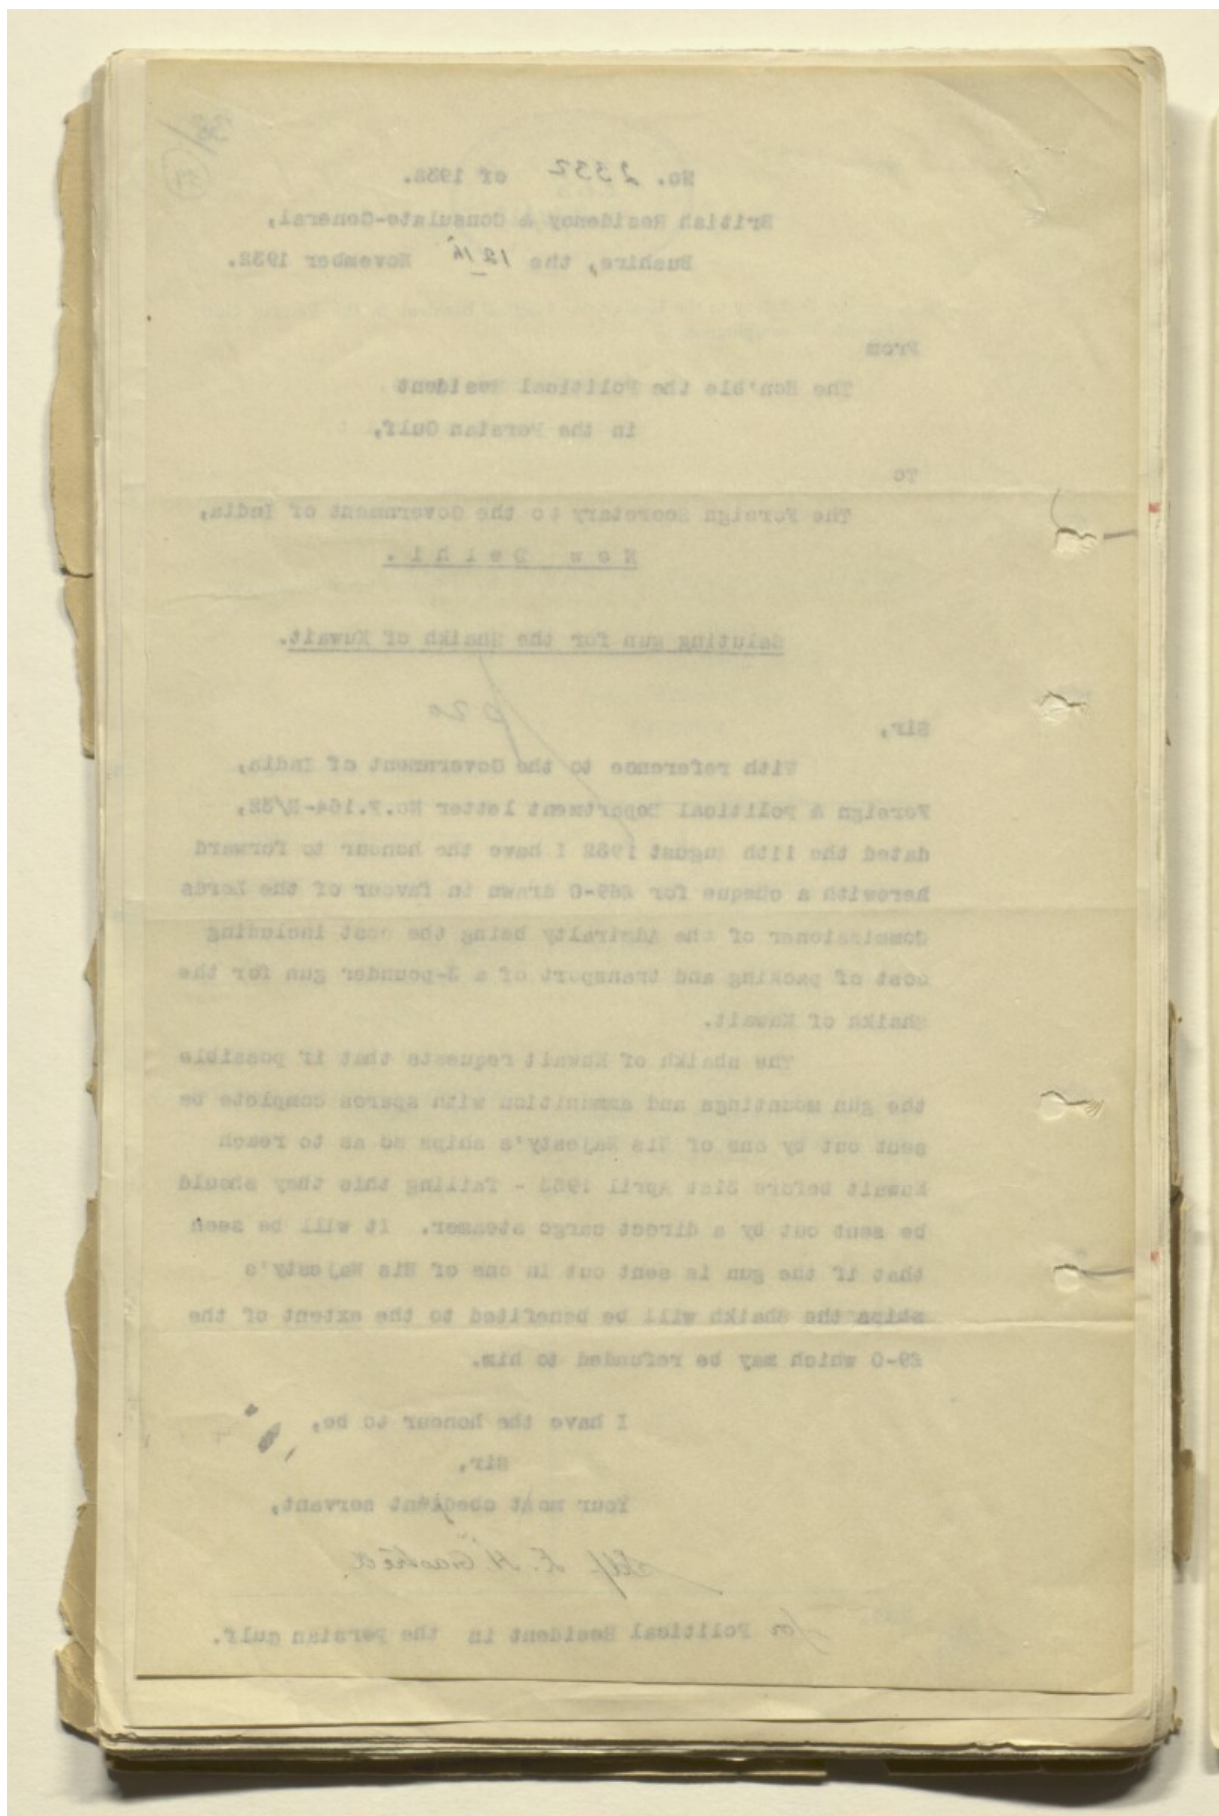 No. 2332 of 1932.
British Residency & Consulate-General,
Bushire, the 12th November 1932.
From
The Hon'ble the Political Resident
in the Persian Gulf,
To
The Foreign Secretary to the Government of India,
New Delhi.
Saluting gun for the Shaikh of Kuwait.
p 20
Sir,
With reference to the Government of India,
Foreign & Political Department letter No.F.164-N/32,
dated the 11th August 1932 I have the honour to forward
herewith a cheque for £69-0 drawn in favour of the Lords
Commissioner of the Admiralty being the cost including
cost of packing and transport of a 3-pounder gun for the
Shaikh of Kuwait.
The Shaikh of Kuwait requests that if possible
the gun mountings and ammunition with spares complete be
sent out by one of His Majesty's ships so as to reach
Kuwait before 21st April 1933 - Failing this they should
be sent out by a direct cargo steamer. It will be seen
that if the gun is sent out in one of His Majesty's
ships the Shaikh will be benefited to the extent of the
£9-0 which may be refunded to him.
I have the honour to be,
Sir,
Your most obedient servant,
for Political Resident in the Persian gulf.